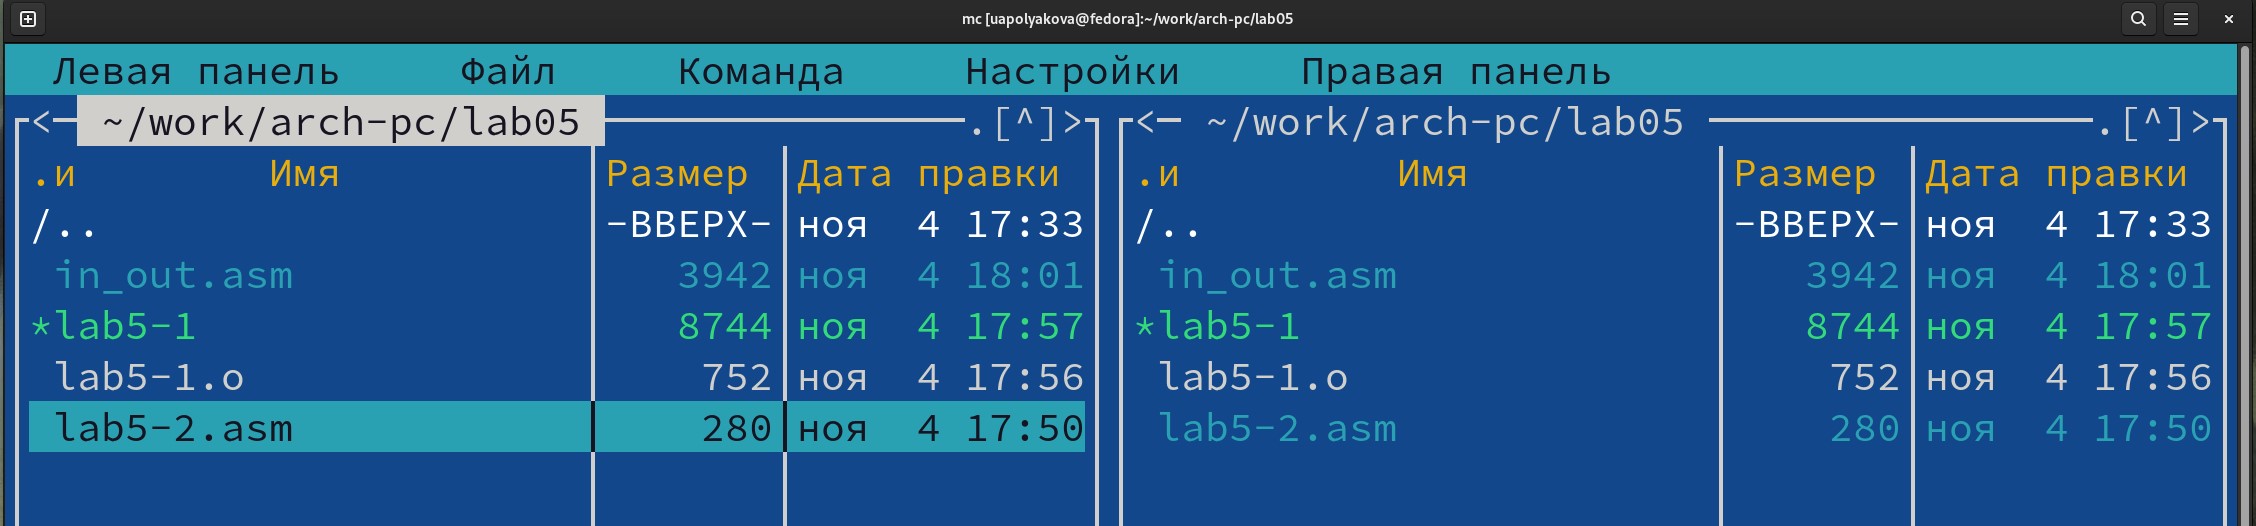 mc [uapolyakova@fedora]:~/work/arch-pc/lab05
Левая панель Файл Команда Настройки Правая панель
<─ ~/work/arch-pc/lab05 ─.[^]> <─ ~/work/arch-pc/lab05 ─.[^]>
.и Имя Размер Дата правки .и Имя Размер Дата правки
/.. -ВВЕРХ- ноя 4 17:33 /.. -ВВЕРХ- ноя 4 17:33
in_out.asm 3942 ноя 4 18:01 in_out.asm 3942 ноя 4 18:01
*lab5-1 8744 ноя 4 17:57 *lab5-1 8744 ноя 4 17:57
lab5-1.o 752 ноя 4 17:56 lab5-1.o 752 ноя 4 17:56
lab5-2.asm 280 ноя 4 17:50 lab5-2.asm 280 ноя 4 17:50